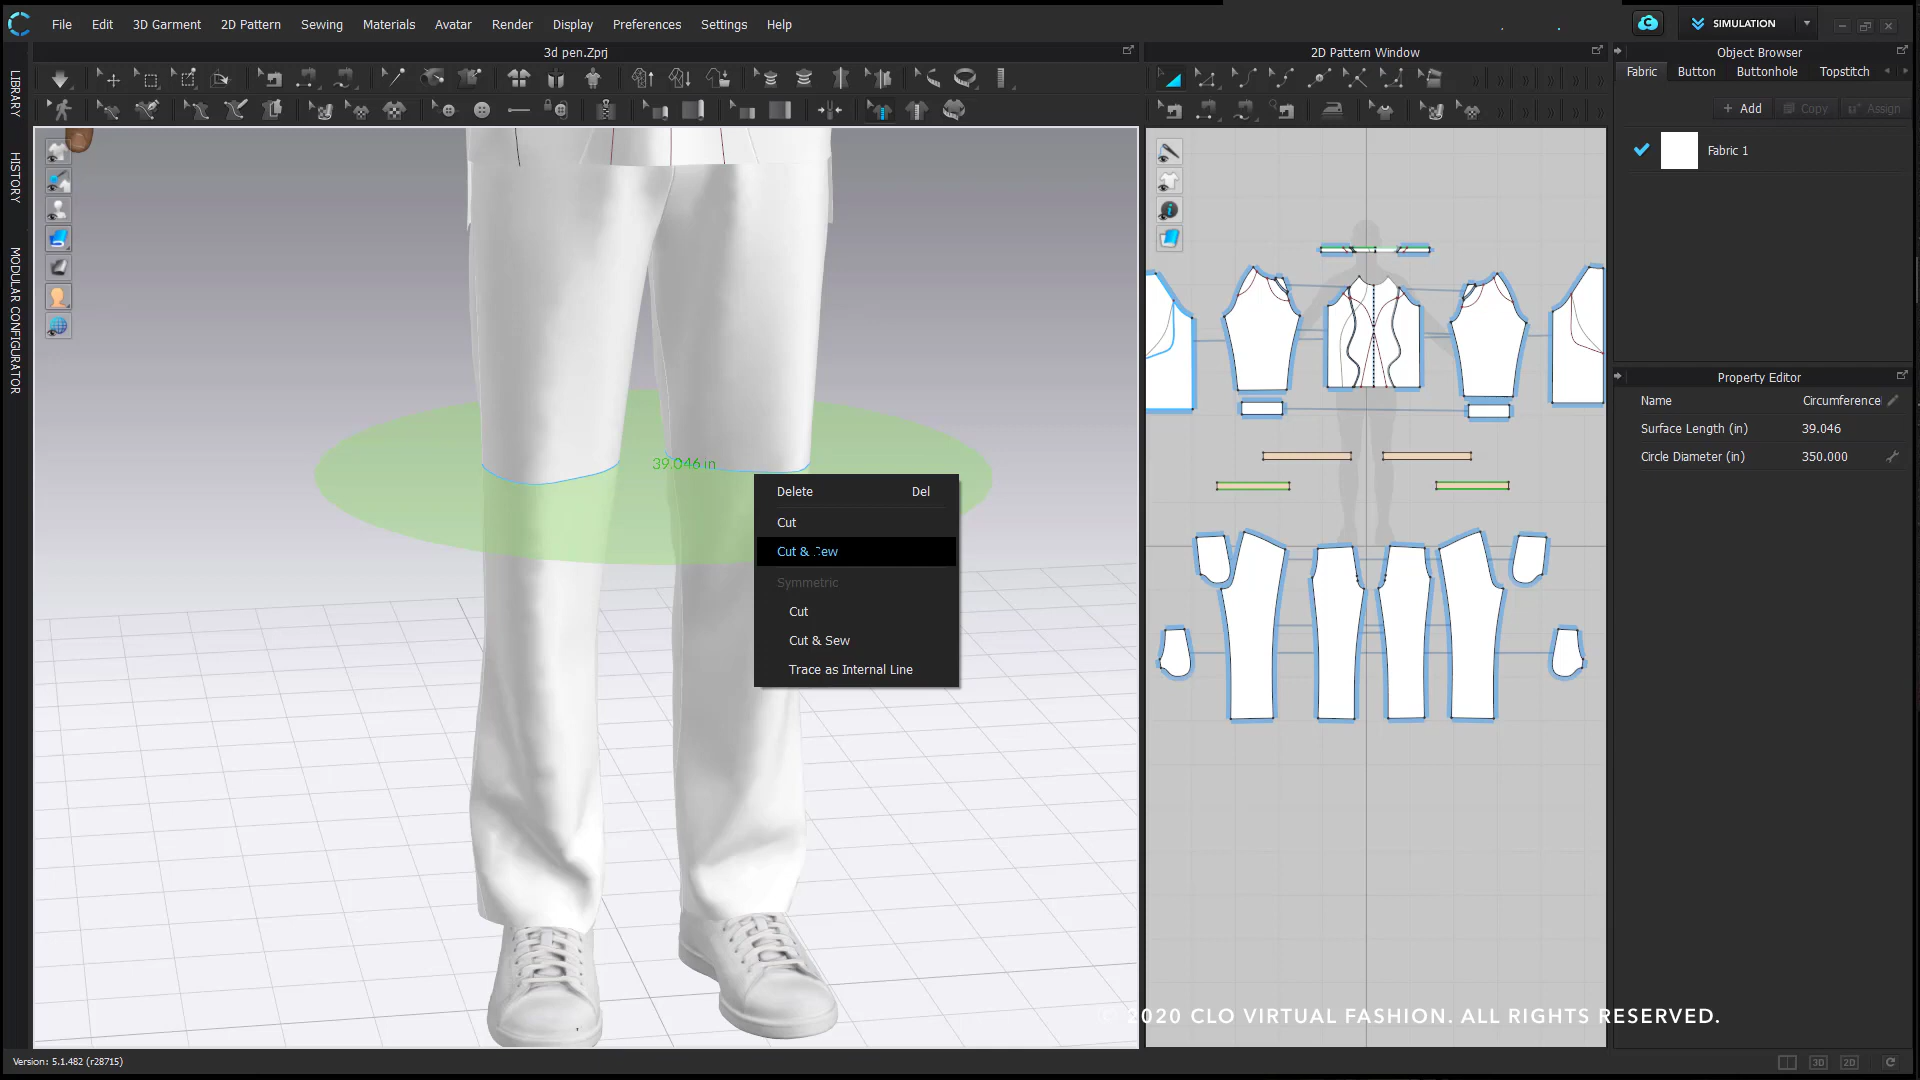 File Edit 3D Garment 2D Pattern Sewing Materials Avatar Render Display Preferences Settings Help
SIMULATION
3d pen.Zprj
2D Pattern Window
Object Browser
Fabric Button Buttonhole Topstitch
+ Add Copy Assign
Fabric 1
LIBRARY
HISTORY
MODULAR CONFIGURATOR
39.046 in
Delete Del
Cut
Cut & Sew
Symmetric
Cut
Cut & Sew
Trace as Internal Line
Property Editor
Name Circumference
Surface Length (in) 39.046
Circle Diameter (in) 350.000
© 2020 CLO VIRTUAL FASHION. ALL RIGHTS RESERVED.
Version: 5.1.482 (r28715)
3D 2D